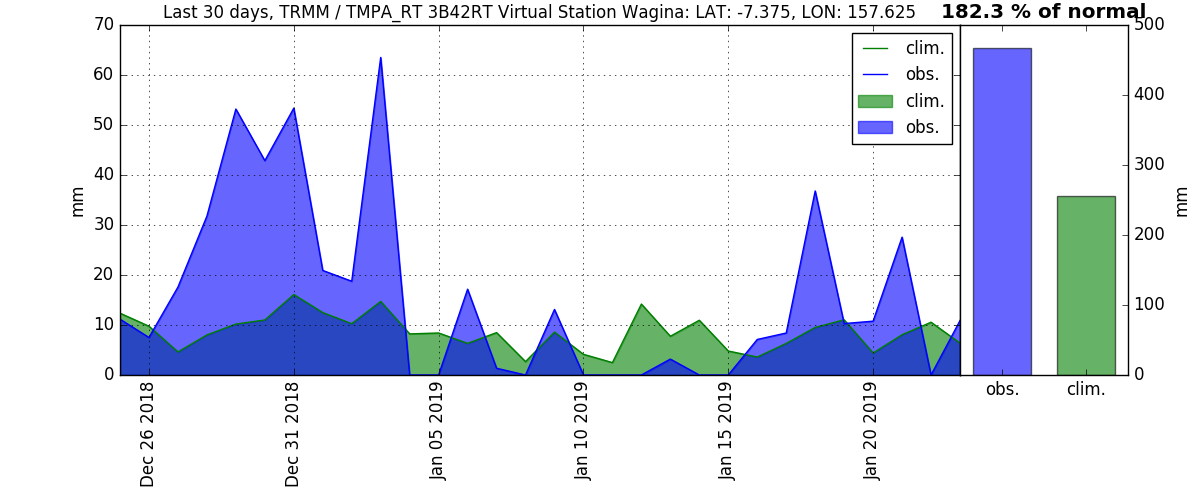 Last 30 days, TRMM / TMPA_RT 3B42RT Virtual Station Wagina: LAT: -7.375, LON: 157.625
182.3 % of normal
70
60
50
40
30
20
10
0
mm
clim.
obs.
clim.
obs.
Dec 26 2018
Dec 31 2018
Jan 05 2019
Jan 10 2019
Jan 15 2019
Jan 20 2019
500
400
300
200
100
0
mm
obs.
clim.